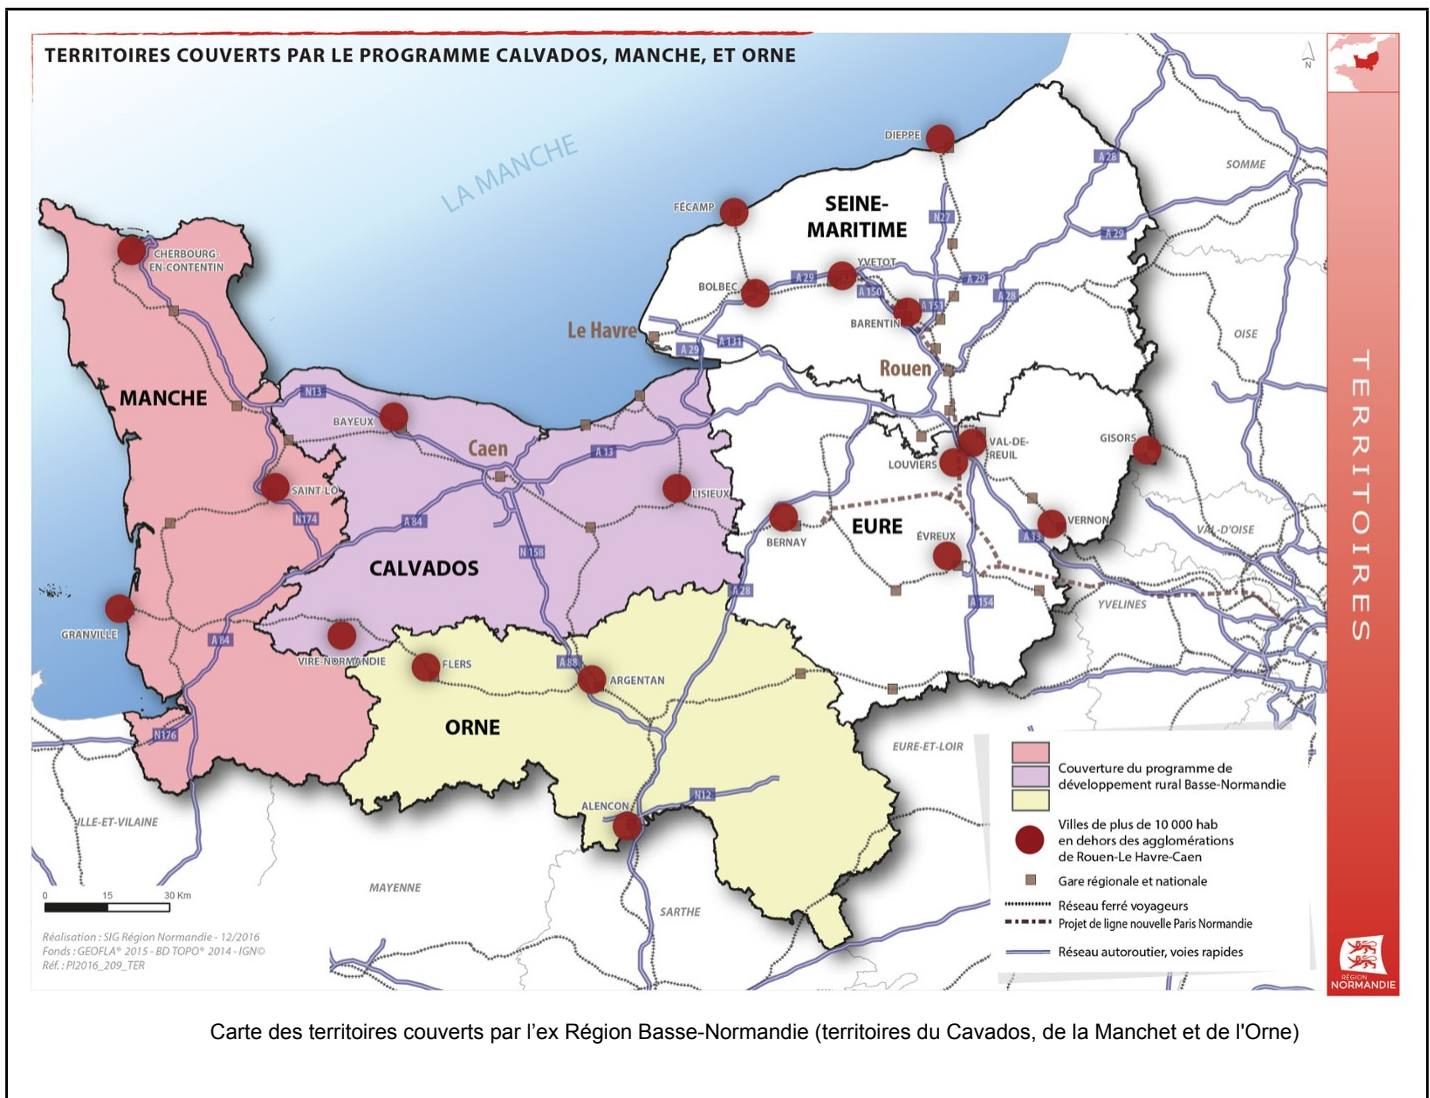 TERRITOIRES COUVERTS PAR LE PROGRAMME CALVADOS, MANCHE, ET ORNE
N
LA MANCHE
DIEPPE
A 28
SOMME
FÉCAMP
SEINE-
MARITIME
N27
A 29
CHERBOURG-
EN-CONTENTIN
YVETOT
BOLBEC
A 29
A 150
A 29
A 151
A 28
BARENTIN
Le Havre
A 131
A 29
OISE
Rouen
MANCHE
N13
BAYEUX
Caen
A 13
VAL-DE-
REUIL
GISORS
LOUVIERS
SAINT-LÔ
LISIEUX
N174
A 84
BERNAY
EURE
VERNON
VAL-D'OISE
ÉVREUX
A 13
N 158
CALVADOS
A 28
A 154
YVELINES
GRANVILLE
A 84
VIRE-NORMANDIE
FLERS
A 88
ARGENTAN
ORNE
N176
EURE-ET-LOIR
N12
ALENCON
ILLE-ET-VILAINE
MAYENNE
SARTHE
TERRITOIRES
Couverture du programme de
développement rural Basse-Normandie
Villes de plus de 10 000 hab
en dehors des agglomérations
de Rouen-Le Havre-Caen
Gare régionale et nationale
Réseau ferré voyageurs
Projet de ligne nouvelle Paris Normandie
Réseau autoroutier, voies rapides
0 15 30 Km
Réalisation : SIG Région Normandie - 12/2016
Fonds : GEOFLA® 2015 - BD TOPO® 2014 - IGN©
Réf. : PI2016_209_TER
RÉGION
NORMANDIE
Carte des territoires couverts par l'ex Région Basse-Normandie (territoires du Cavados, de la Manchet et de l'Orne)